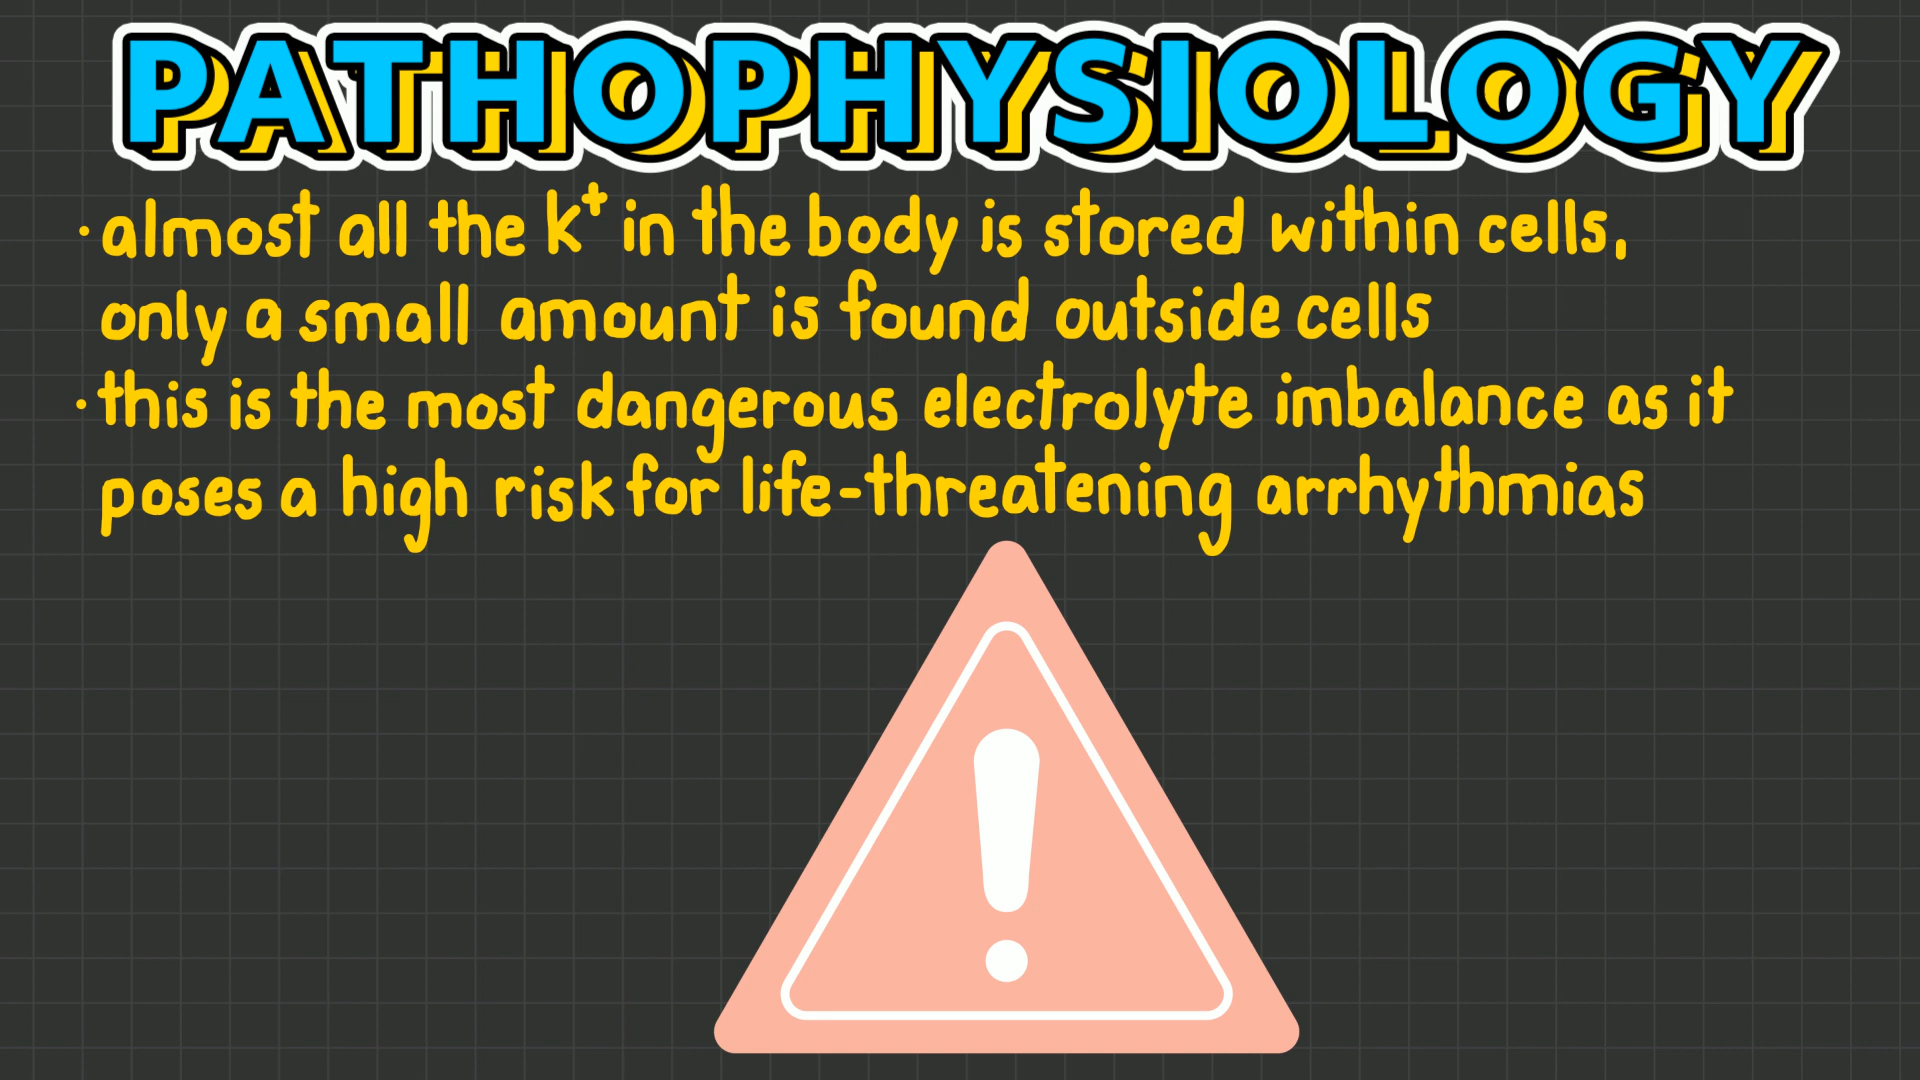 PATHOPHYSIOLOGY
· almost all the K⁺ in the body is stored within cells,
only a small amount is found outside cells
· this is the most dangerous electrolyte imbalance as it
poses a high risk for life-threatening arrhythmias
!